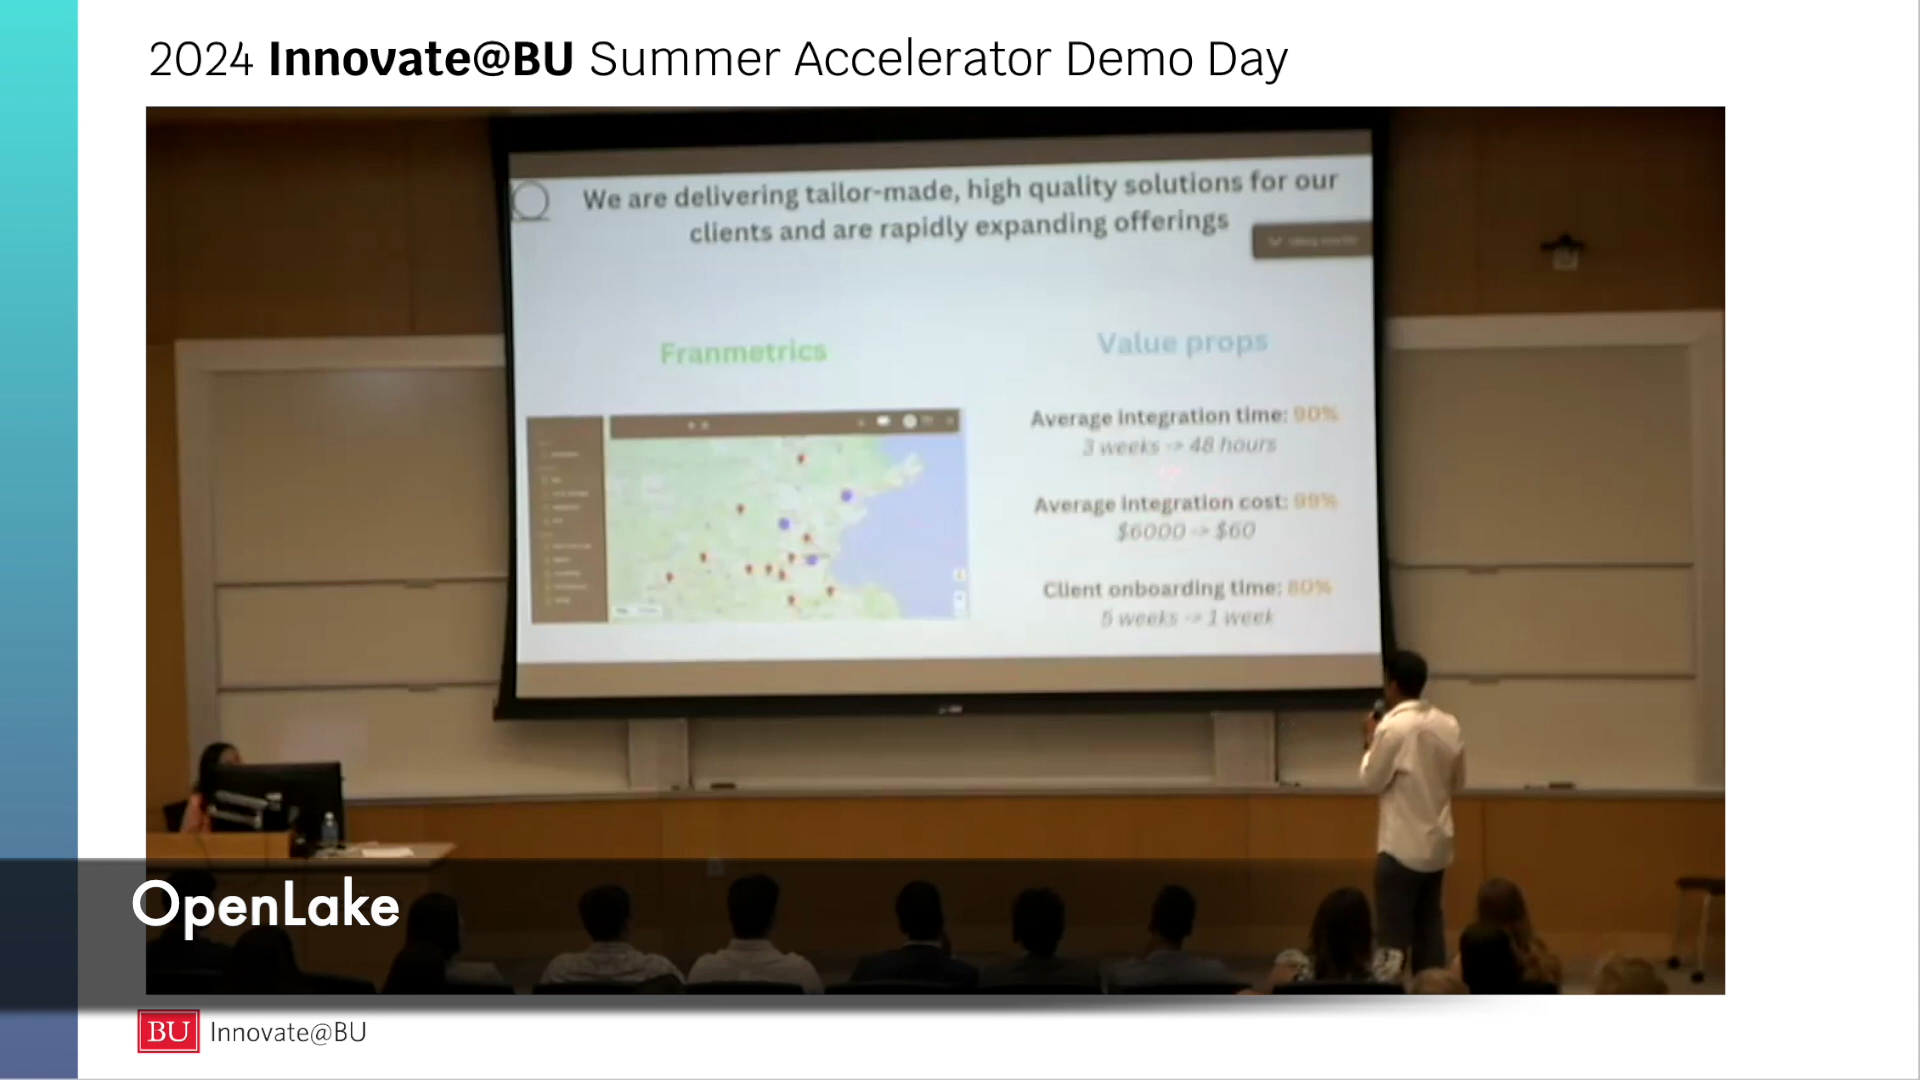 2024 Innovate@BU Summer Accelerator Demo Day
We are delivering tailor-made, high quality solutions for our
clients and are rapidly expanding offerings
Franmetrics
Value props
Average integration time: 90%
3 weeks -> 48 hours
Average integration cost: 99%
$6000 -> $60
Client onboarding time: 80%
5 weeks -> 1 week
OpenLake
BU Innovate@BU